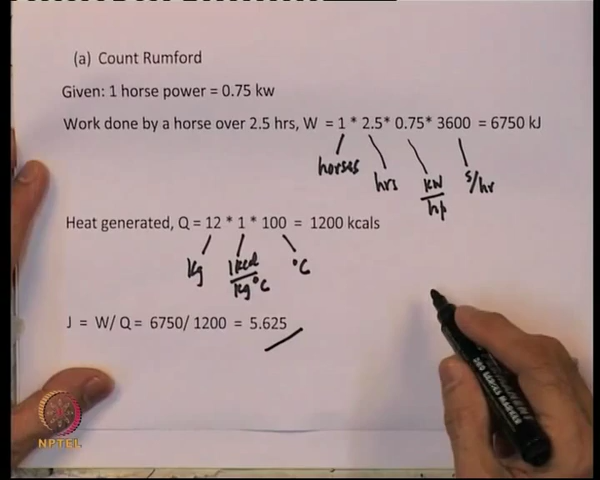 (a) Count Rumford
Given: 1 horse power = 0.75 kw
Work done by a horse over 2.5 hrs, W = 1 * 2.5* 0.75* 3600 = 6750 kJ
horses hrs kW/hp s/hr
Heat generated, Q = 12 * 1 * 100 = 1200 kcals
kg 1kcal/kg°C °C
J = W/ Q = 6750/ 1200 = 5.625
NPTEL